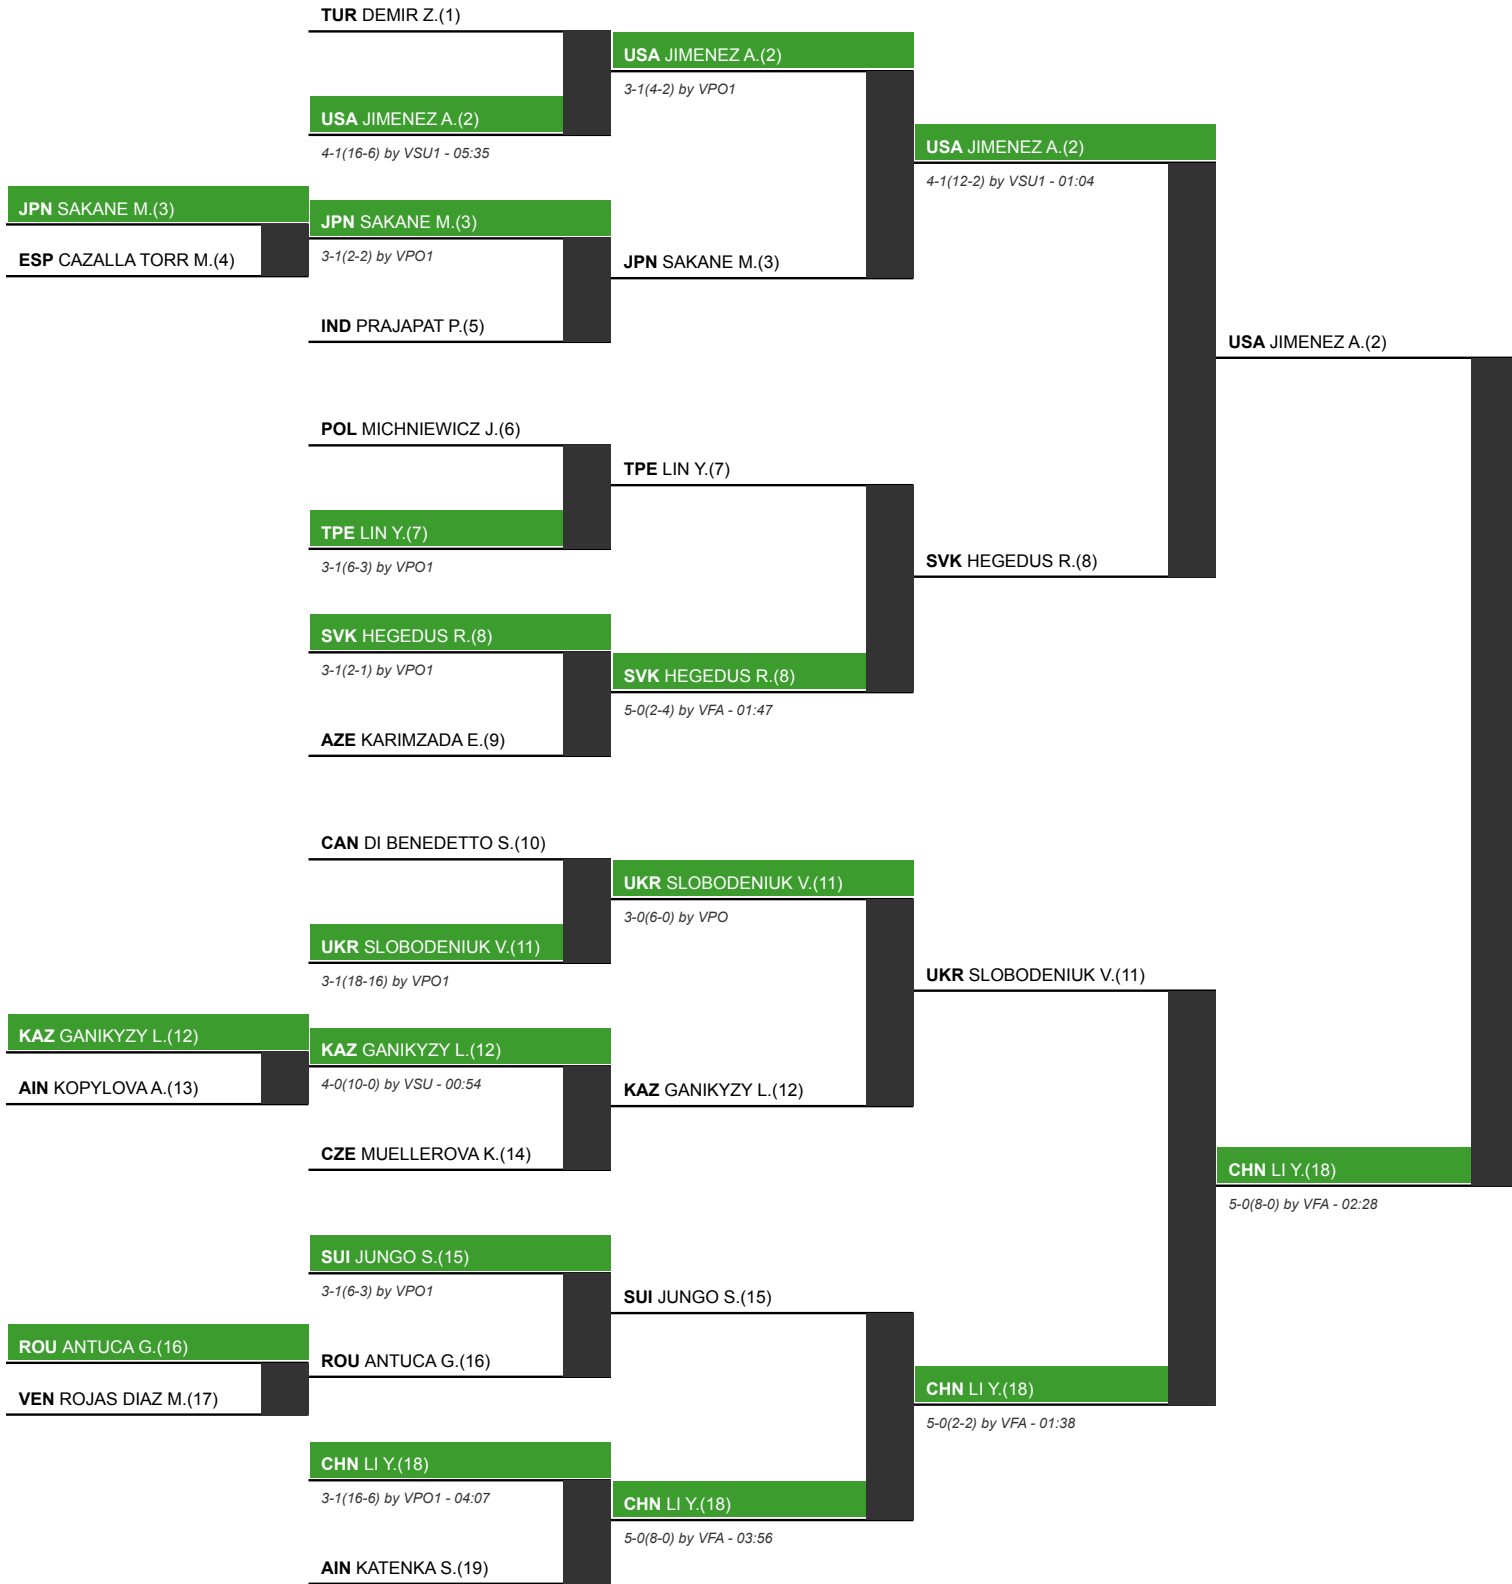 TUR DEMIR Z.(1)
USA JIMENEZ A.(2)
3-1(4-2) by VPO1
USA JIMENEZ A.(2)
4-1(16-6) by VSU1 - 05:35
USA JIMENEZ A.(2)
4-1(12-2) by VSU1 - 01:04
JPN SAKANE M.(3)
ESP CAZALLA TORR M.(4)
JPN SAKANE M.(3)
3-1(2-2) by VPO1
JPN SAKANE M.(3)
IND PRAJAPAT P.(5)
USA JIMENEZ A.(2)
POL MICHNIEWICZ J.(6)
TPE LIN Y.(7)
TPE LIN Y.(7)
3-1(6-3) by VPO1
SVK HEGEDUS R.(8)
SVK HEGEDUS R.(8)
3-1(2-1) by VPO1
SVK HEGEDUS R.(8)
5-0(2-4) by VFA - 01:47
AZE KARIMZADA E.(9)
CAN DI BENEDETTO S.(10)
UKR SLOBODENIUK V.(11)
3-0(6-0) by VPO
UKR SLOBODENIUK V.(11)
3-1(18-16) by VPO1
UKR SLOBODENIUK V.(11)
KAZ GANIKYZY L.(12)
AIN KOPYLOVA A.(13)
KAZ GANIKYZY L.(12)
4-0(10-0) by VSU - 00:54
KAZ GANIKYZY L.(12)
CZE MUELLEROVA K.(14)
CHN LI Y.(18)
5-0(8-0) by VFA - 02:28
SUI JUNGO S.(15)
3-1(6-3) by VPO1
SUI JUNGO S.(15)
ROU ANTUCA G.(16)
VEN ROJAS DIAZ M.(17)
ROU ANTUCA G.(16)
CHN LI Y.(18)
5-0(2-2) by VFA - 01:38
CHN LI Y.(18)
3-1(16-6) by VPO1 - 04:07
CHN LI Y.(18)
5-0(8-0) by VFA - 03:56
AIN KATENKA S.(19)